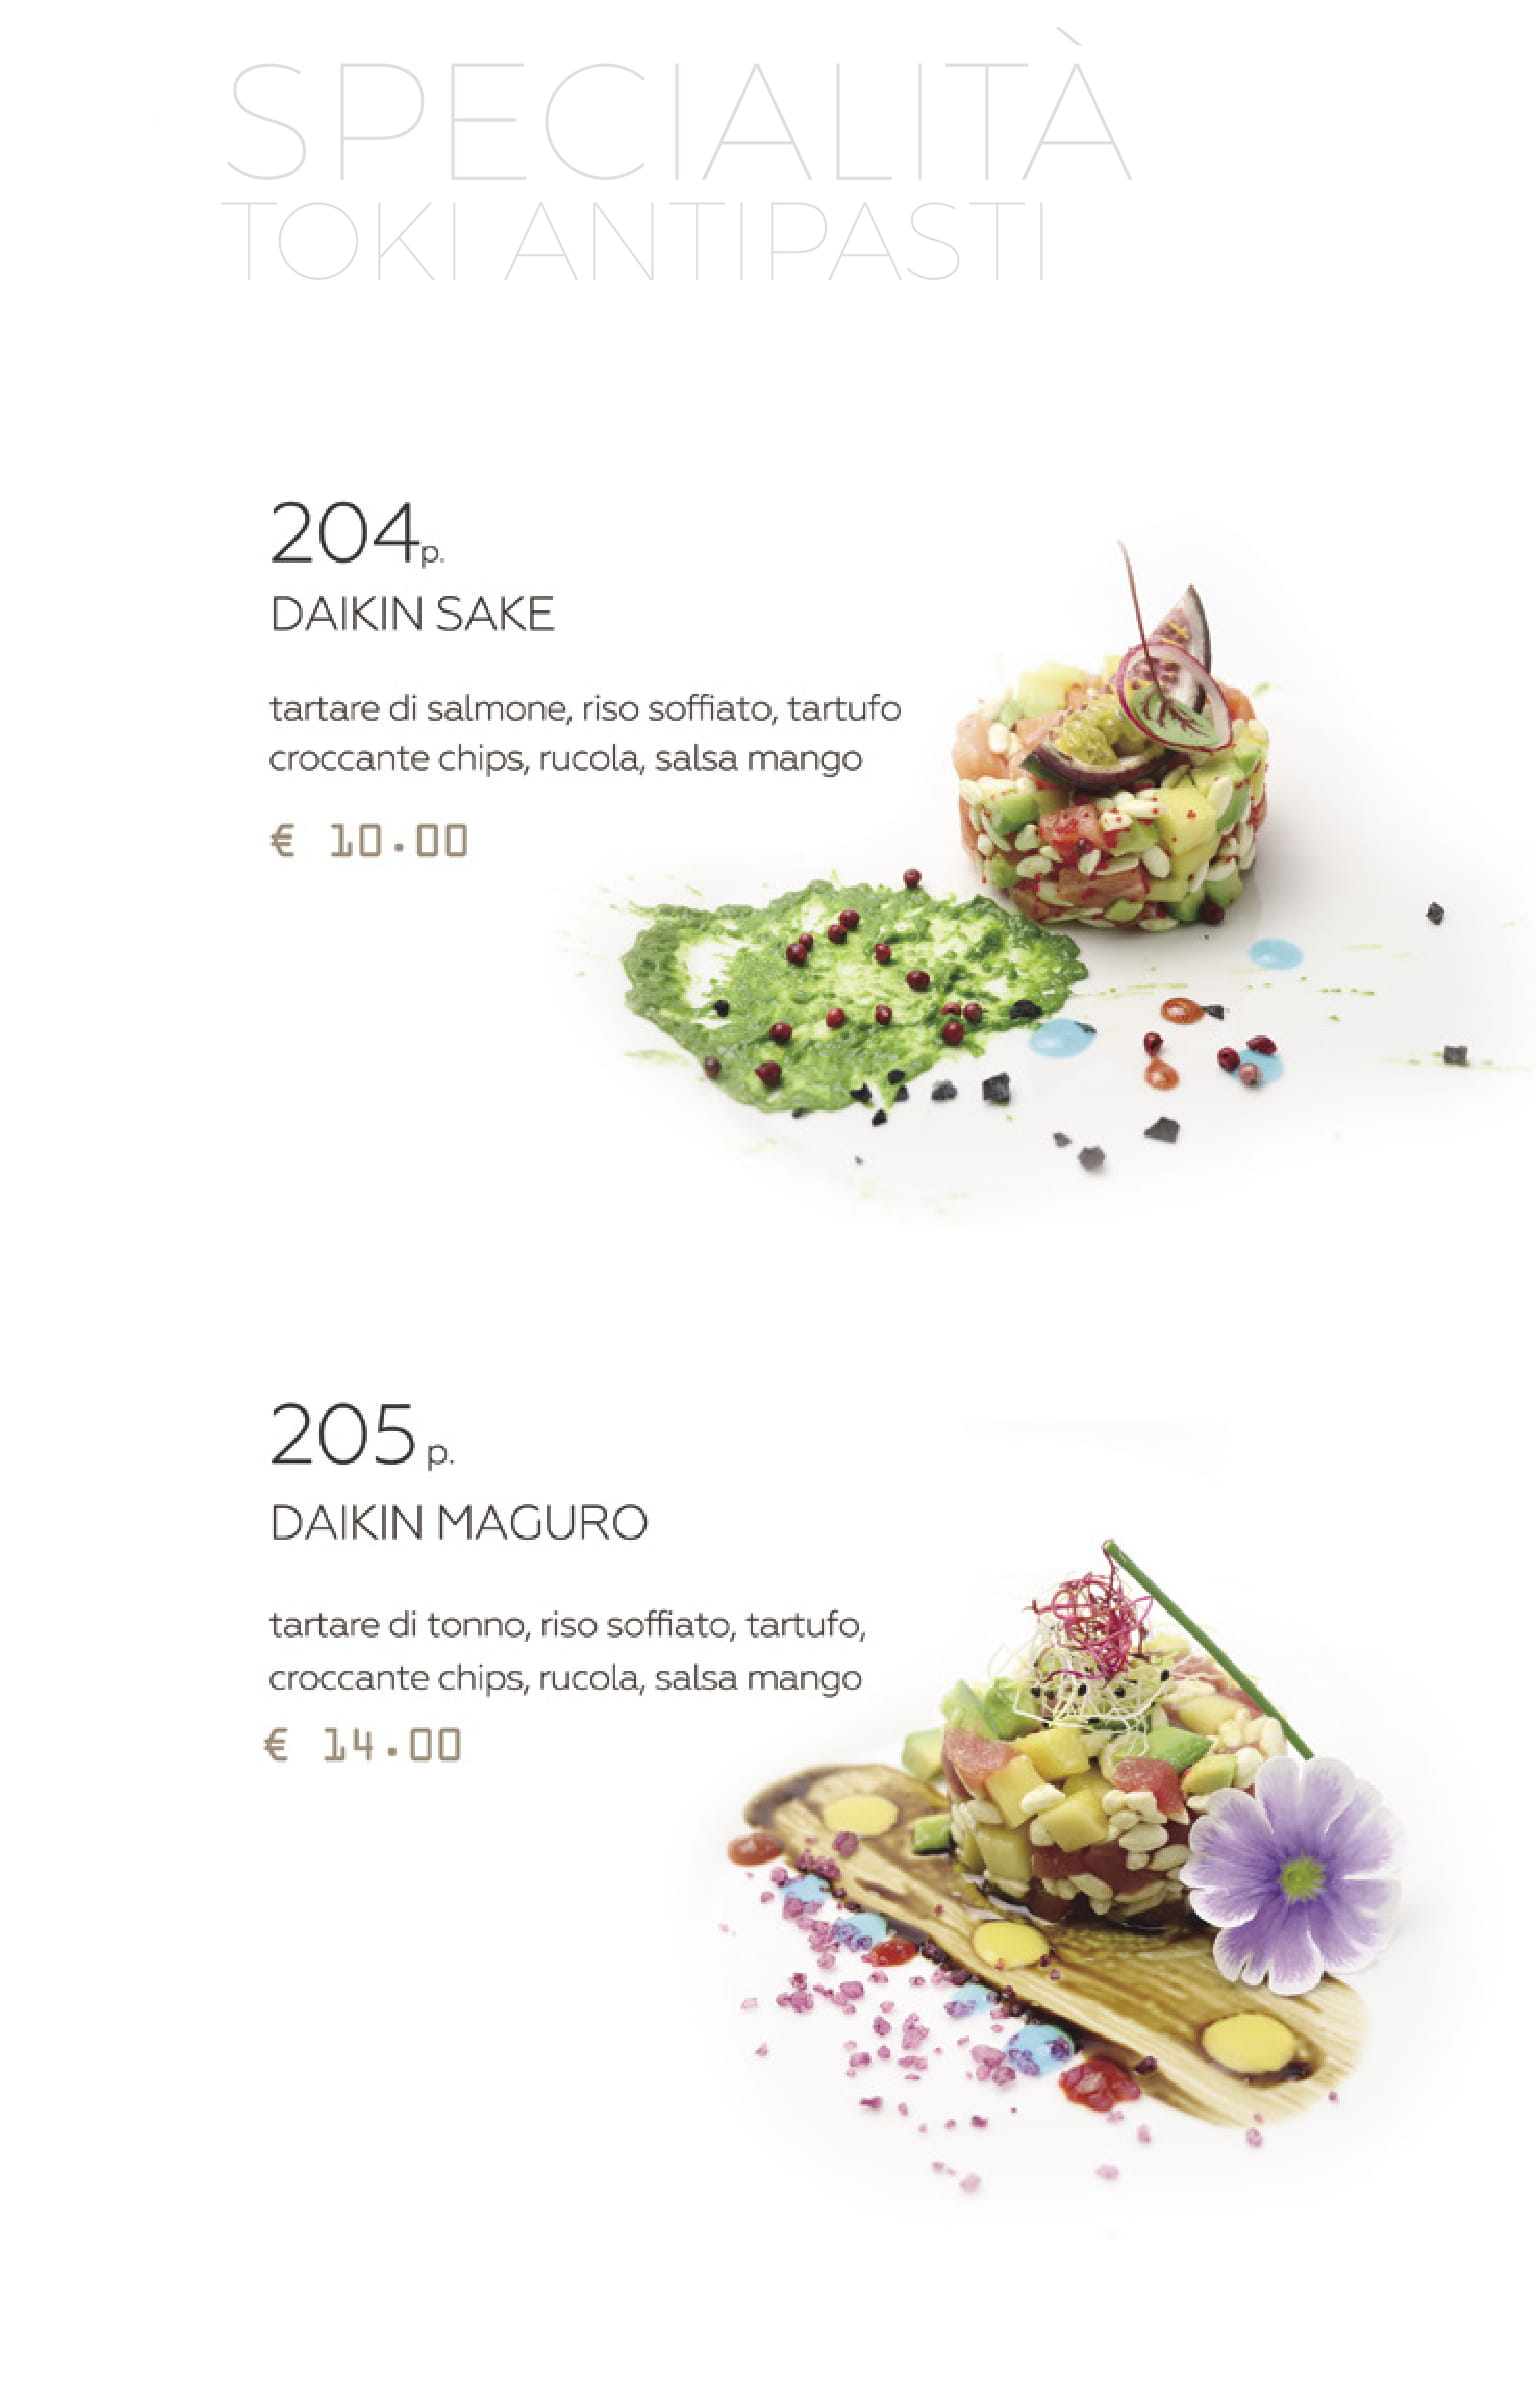 SPECIALITÀ
TOKI ANTIPASTI
204p.
DAIKIN SAKE
tartare di salmone, riso soffiato, tartufo
croccante chips, rucola, salsa mango
€ 10.00
205 p.
DAIKIN MAGURO
tartare di tonno, riso soffiato, tartufo,
croccante chips, rucola, salsa mango
€ 14.00